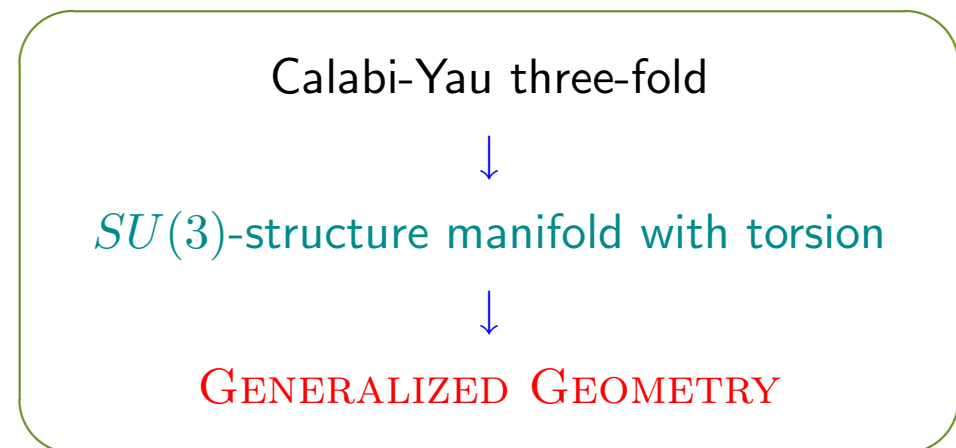 Calabi-Yau three-fold
↓
SU(3)-structure manifold with torsion
↓
GENERALIZED GEOMETRY